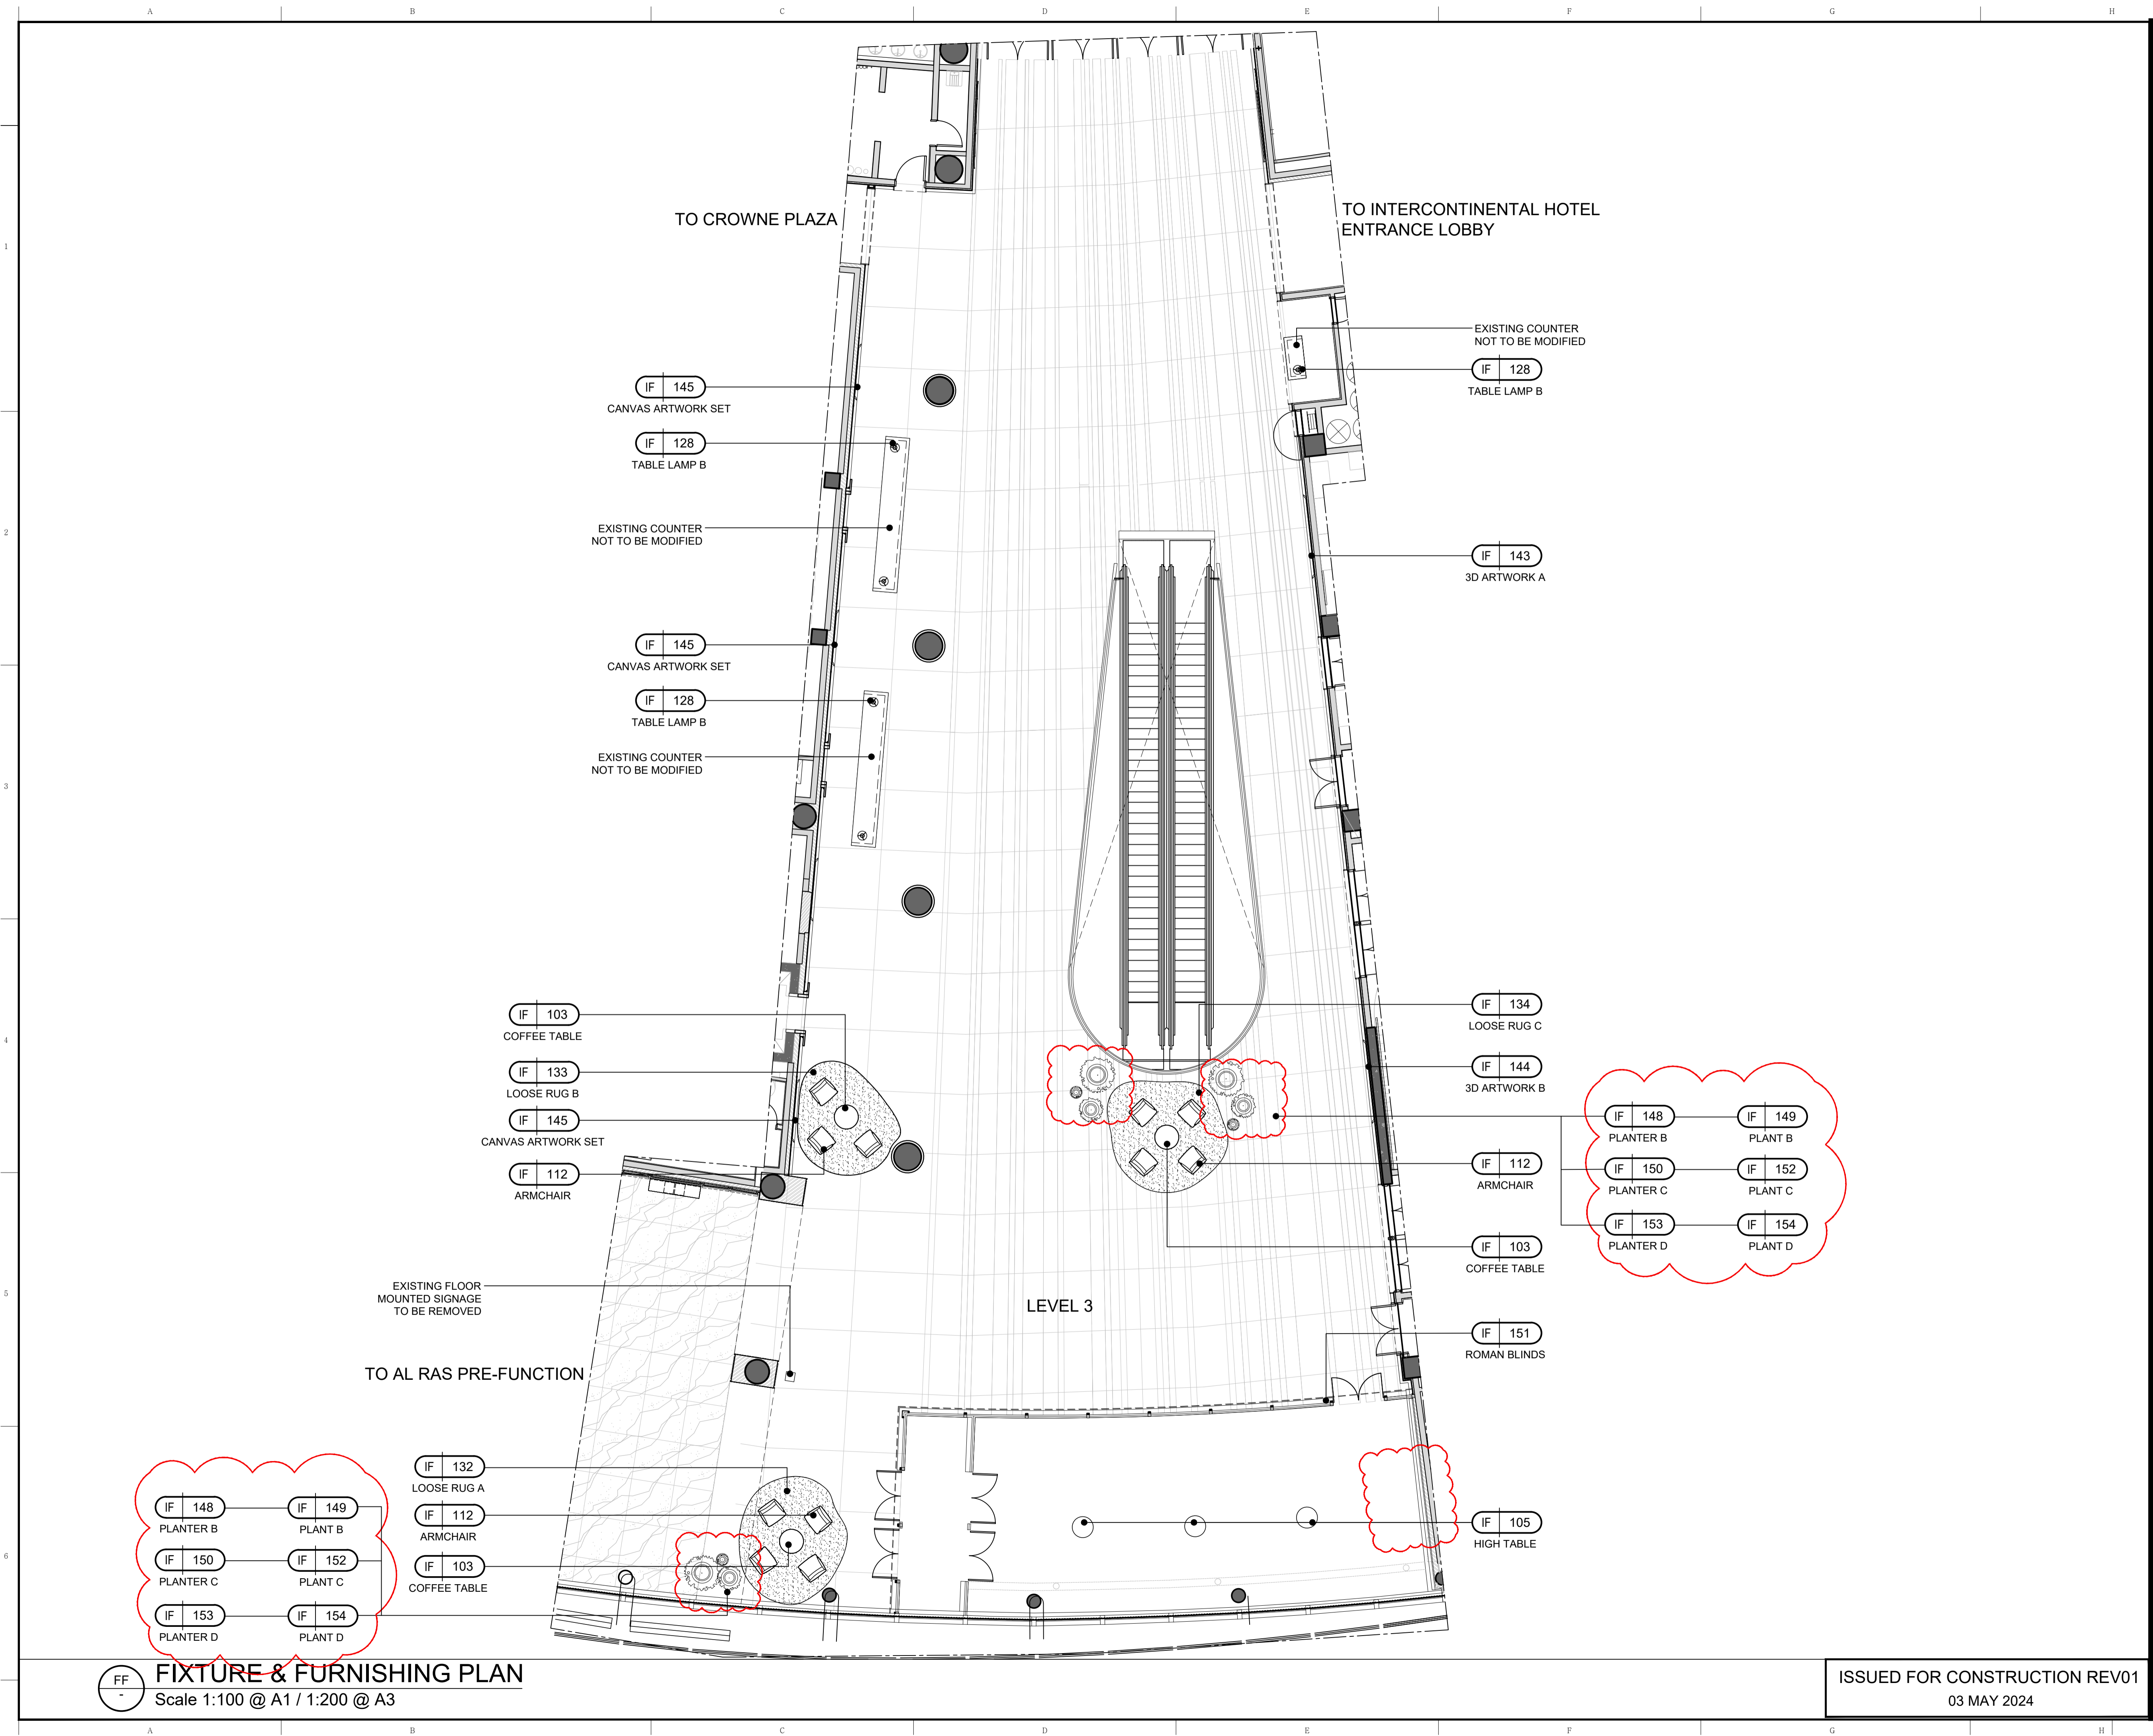 A B C D E F G H
1
2
3
4
5
6
TO CROWNE PLAZA
TO INTERCONTINENTAL HOTEL
ENTRANCE LOBBY
EXISTING COUNTER
NOT TO BE MODIFIED
IF 128
TABLE LAMP B
IF 145
CANVAS ARTWORK SET
IF 128
TABLE LAMP B
EXISTING COUNTER
NOT TO BE MODIFIED
IF 143
3D ARTWORK A
IF 145
CANVAS ARTWORK SET
IF 128
TABLE LAMP B
EXISTING COUNTER
NOT TO BE MODIFIED
IF 103
COFFEE TABLE
IF 133
LOOSE RUG B
IF 145
CANVAS ARTWORK SET
IF 112
ARMCHAIR
IF 134
LOOSE RUG C
IF 144
3D ARTWORK B
IF 148 IF 149
PLANTER B PLANT B
IF 150 IF 152
PLANTER C PLANT C
IF 153 IF 154
PLANTER D PLANT D
IF 112
ARMCHAIR
IF 103
COFFEE TABLE
EXISTING FLOOR
MOUNTED SIGNAGE
TO BE REMOVED
LEVEL 3
IF 151
ROMAN BLINDS
TO AL RAS PRE-FUNCTION
IF 132
LOOSE RUG A
IF 112
ARMCHAIR
IF 103
COFFEE TABLE
IF 148 IF 149
PLANTER B PLANT B
IF 150 IF 152
PLANTER C PLANT C
IF 153 IF 154
PLANTER D PLANT D
IF 105
HIGH TABLE
FF
-
FIXTURE & FURNISHING PLAN
Scale 1:100 @ A1 / 1:200 @ A3
ISSUED FOR CONSTRUCTION REV01
03 MAY 2024
A B C D E F G H